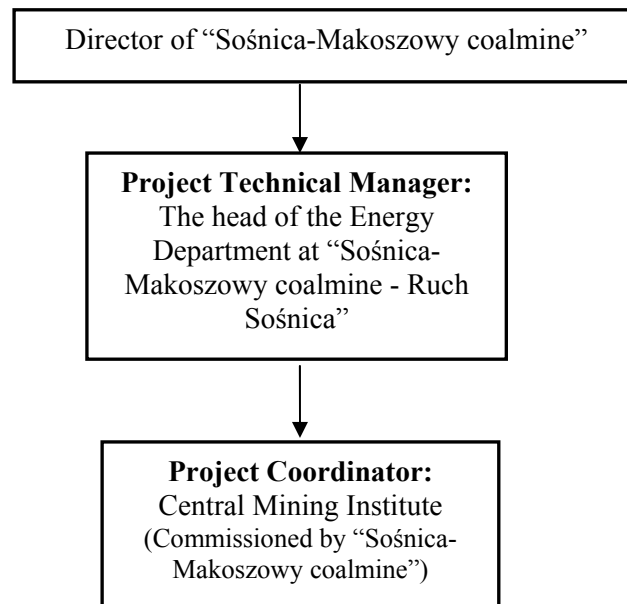 Director of “Sośnica-Makoszowy coalmine”
Project Technical Manager:
The head of the Energy
Department at “Sośnica-
Makoszowy coalmine - Ruch
Sośnica”
Project Coordinator:
Central Mining Institute
(Commissioned by “Sośnica-
Makoszowy coalmine”)